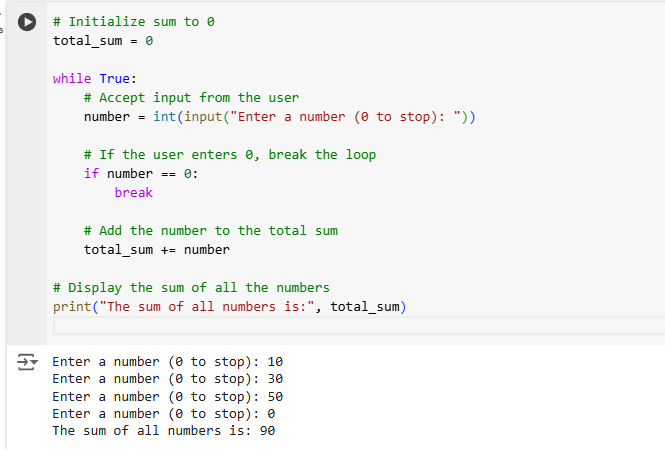 # Initialize sum to 0
total_sum = 0
while True:
    # Accept input from the user
    number = int(input("Enter a number (0 to stop): "))
    # If the user enters 0, break the loop
    if number == 0:
        break
    # Add the number to the total sum
    total_sum += number
# Display the sum of all the numbers
print("The sum of all numbers is:", total_sum)
Enter a number (0 to stop): 10
Enter a number (0 to stop): 30
Enter a number (0 to stop): 50
Enter a number (0 to stop): 0
The sum of all numbers is: 90